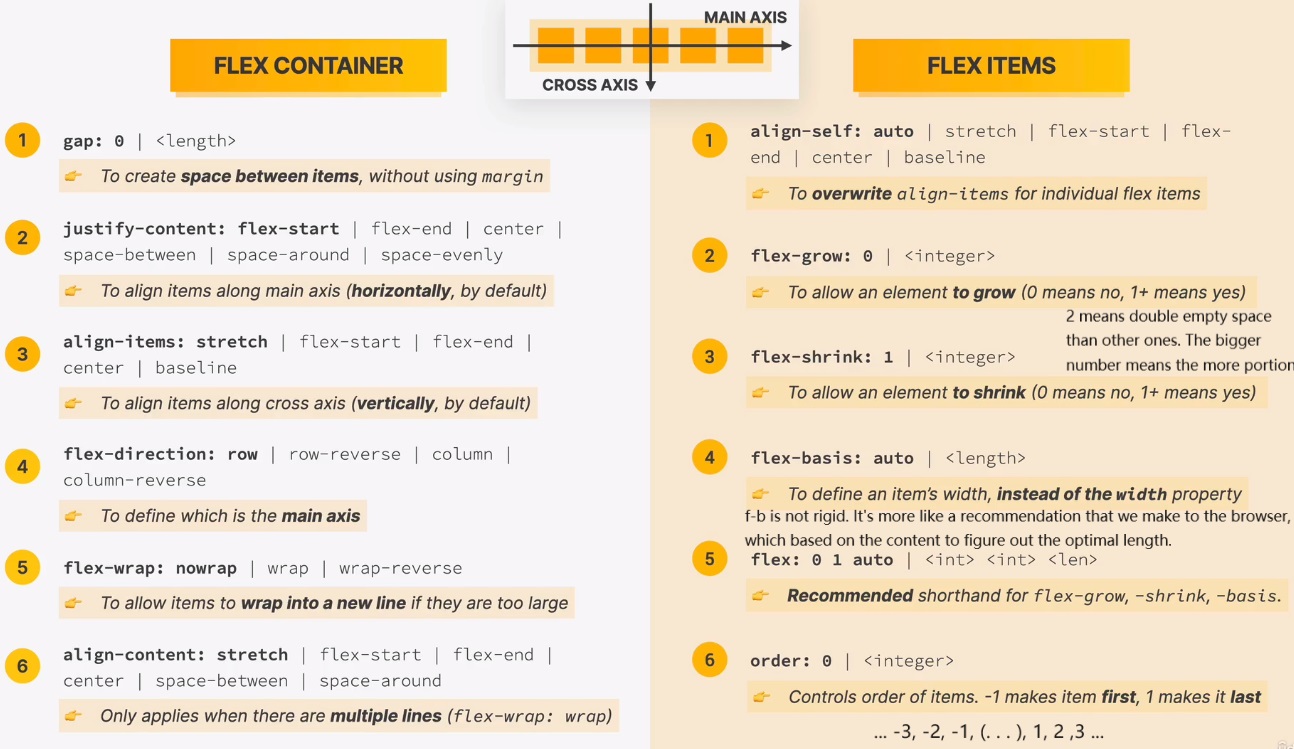 MAIN AXIS
CROSS AXIS
FLEX CONTAINER
1
gap: 0 | <length>
To create space between items, without using margin
2
justify-content: flex-start | flex-end | center |
space-between | space-around | space-evenly
To align items along main axis (horizontally, by default)
3
align-items: stretch | flex-start | flex-end |
center | baseline
To align items along cross axis (vertically, by default)
4
flex-direction: row | row-reverse | column |
column-reverse
To define which is the main axis
5
flex-wrap: nowrap | wrap | wrap-reverse
To allow items to wrap into a new line if they are too large
6
align-content: stretch | flex-start | flex-end |
center | space-between | space-around
Only applies when there are multiple lines (flex-wrap: wrap)
FLEX ITEMS
1
align-self: auto | stretch | flex-start | flex-
end | center | baseline
To overwrite align-items for individual flex items
2
flex-grow: 0 | <integer>
To allow an element to grow (0 means no, 1+ means yes)
2 means double empty space
than other ones. The bigger
number means the more portion
3
flex-shrink: 1 | <integer>
To allow an element to shrink (0 means no, 1+ means yes)
4
flex-basis: auto | <length>
To define an item's width, instead of the width property
f-b is not rigid. It's more like a recommendation that we make to the browser,
which based on the content to figure out the optimal length.
5
flex: 0 1 auto | <int> <int> <len>
Recommended shorthand for flex-grow, -shrink, -basis.
6
order: 0 | <integer>
Controls order of items. -1 makes item first, 1 makes it last
... -3, -2, -1, (. . . ), 1, 2 ,3 ...